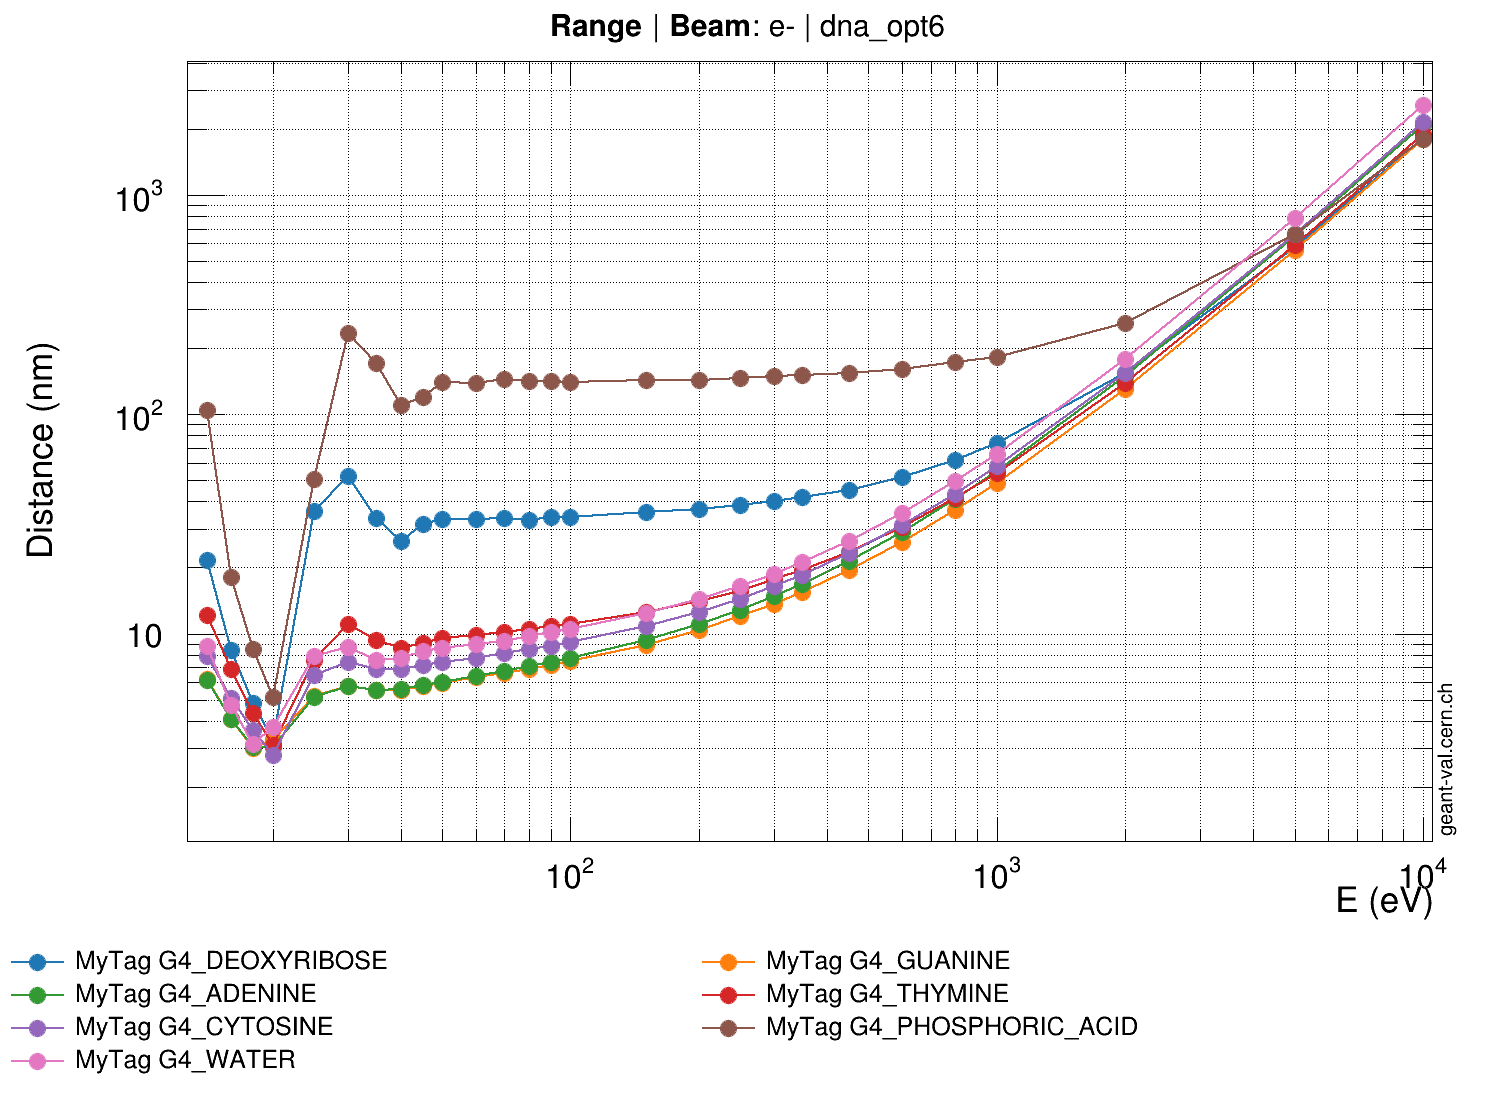 Range | Beam: e- | dna_opt6
Distance (nm)
10³
10²
10
10²
10³
10⁴
E (eV)
geant-val.cern.ch
MyTag G4_DEOXYRIBOSE
MyTag G4_GUANINE
MyTag G4_ADENINE
MyTag G4_THYMINE
MyTag G4_CYTOSINE
MyTag G4_PHOSPHORIC_ACID
MyTag G4_WATER